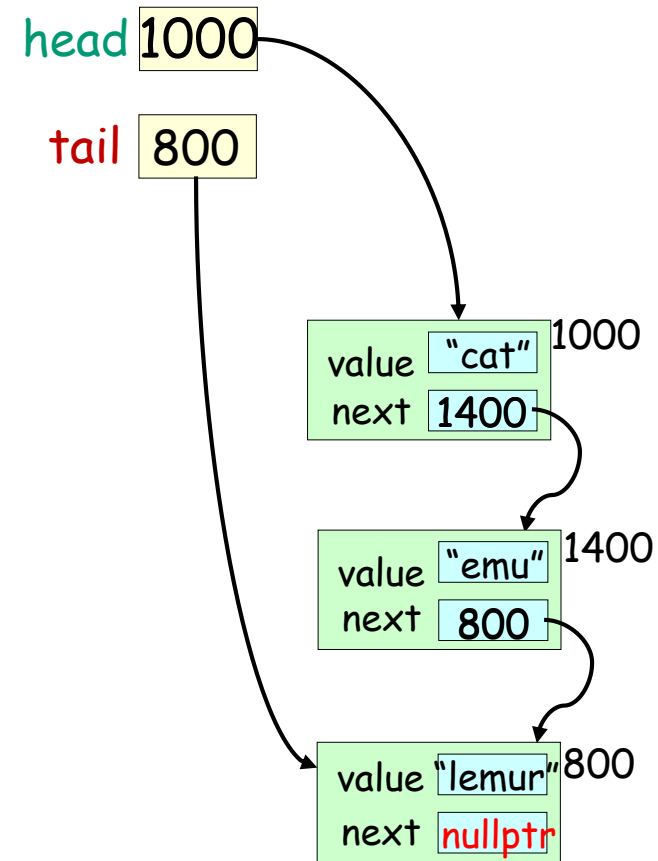 head 1000
tail 800
1000
value "cat"
next 1400
1400
value "emu"
next 800
800
value "lemur"
next nullptr